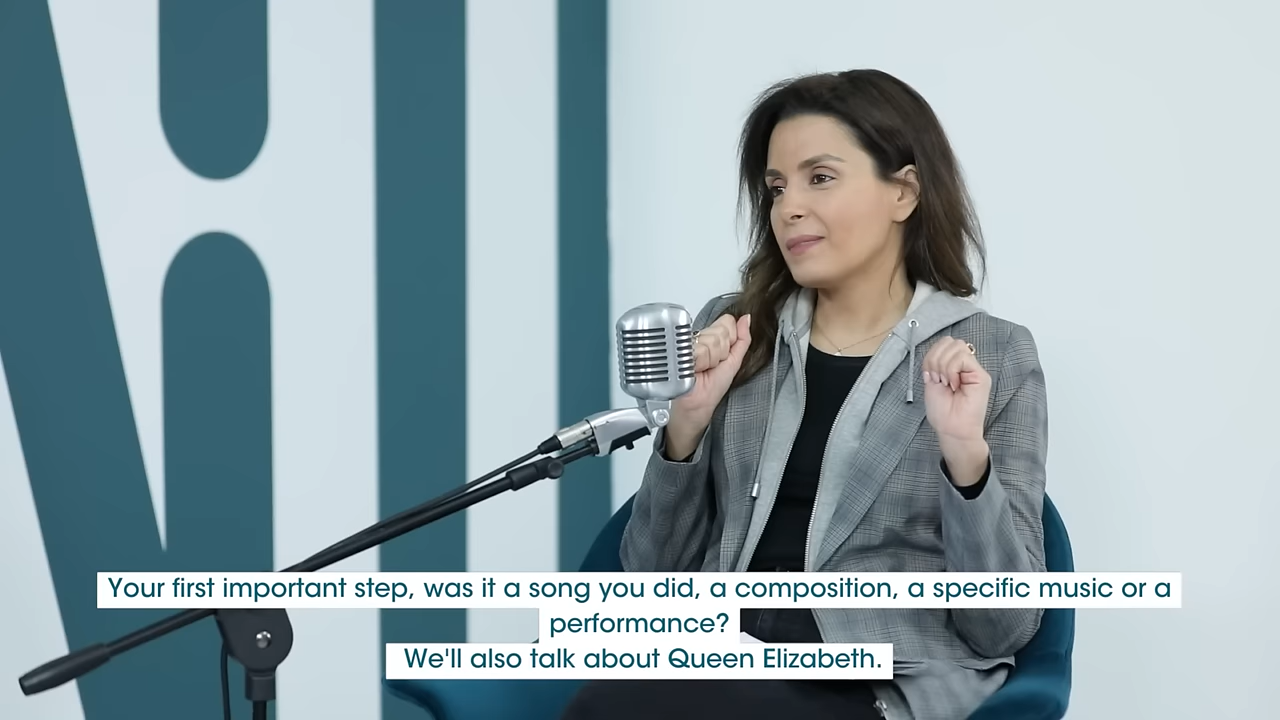 Your first important step, was it a song you did, a composition, a specific music or a
performance?
We'll also talk about Queen Elizabeth.